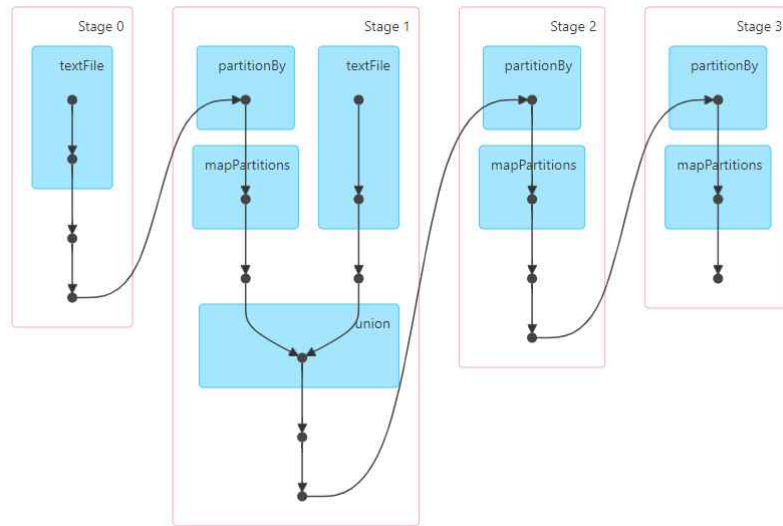 Stage 0
textFile
Stage 1
partitionBy
textFile
mapPartitions
union
Stage 2
partitionBy
mapPartitions
Stage 3
partitionBy
mapPartitions